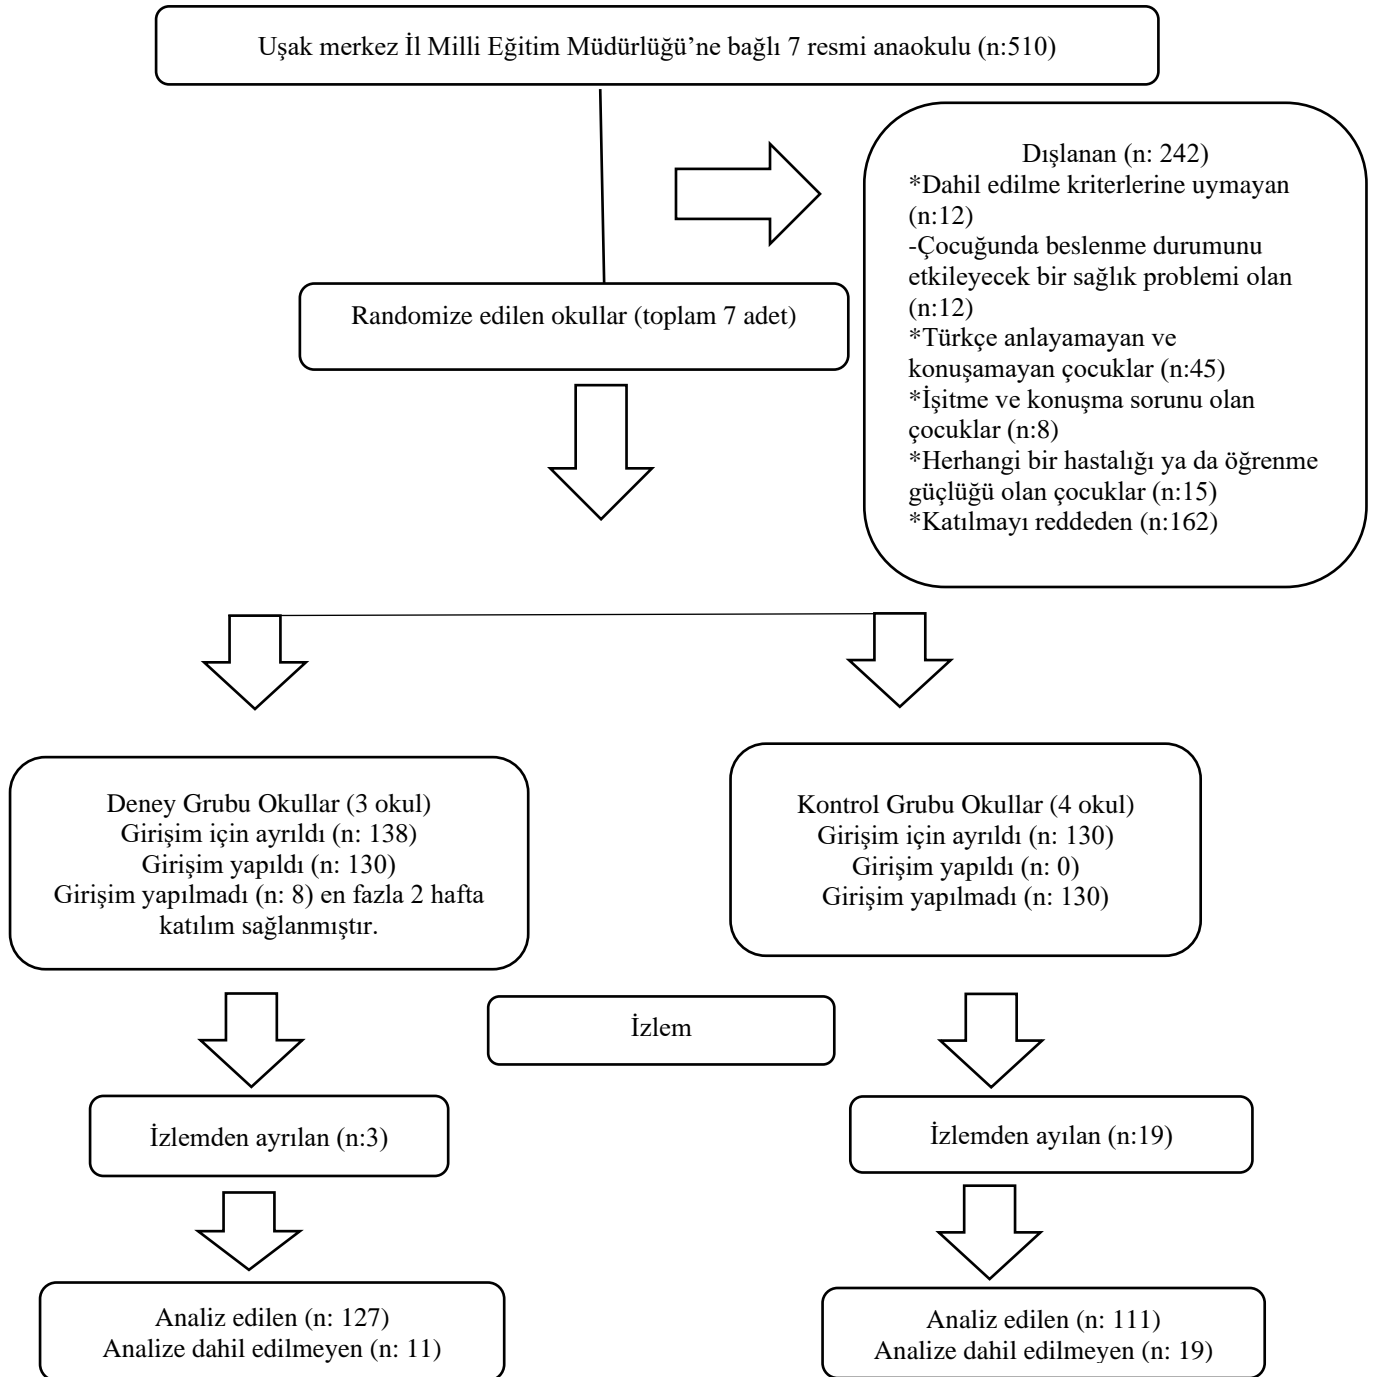 Uşak merkez İl Milli Eğitim Müdürlüğü’ne bağlı 7 resmi anaokulu (n:510)
Dışlanan (n: 242)
*Dahil edilme kriterlerine uymayan
(n:12)
-Çocuğunda beslenme durumunu
etkileyecek bir sağlık problemi olan
(n:12)
*Türkçe anlayamayan ve
konuşamayan çocuklar (n:45)
*İşitme ve konuşma sorunu olan
çocuklar (n:8)
*Herhangi bir hastalığı ya da öğrenme
güçlüğü olan çocuklar (n:15)
*Katılmayı reddeden (n:162)
Randomize edilen okullar (toplam 7 adet)
Deney Grubu Okullar (3 okul)
Girişim için ayrıldı (n: 138)
Girişim yapıldı (n: 130)
Girişim yapılmadı (n: 8) en fazla 2 hafta
katılım sağlanmıştır.
Kontrol Grubu Okullar (4 okul)
Girişim için ayrıldı (n: 130)
Girişim yapıldı (n: 0)
Girişim yapılmadı (n: 130)
İzlem
İzlemden ayrılan (n:3)
İzlemden ayılan (n:19)
Analiz edilen (n: 127)
Analize dahil edilmeyen (n: 11)
Analiz edilen (n: 111)
Analize dahil edilmeyen (n: 19)